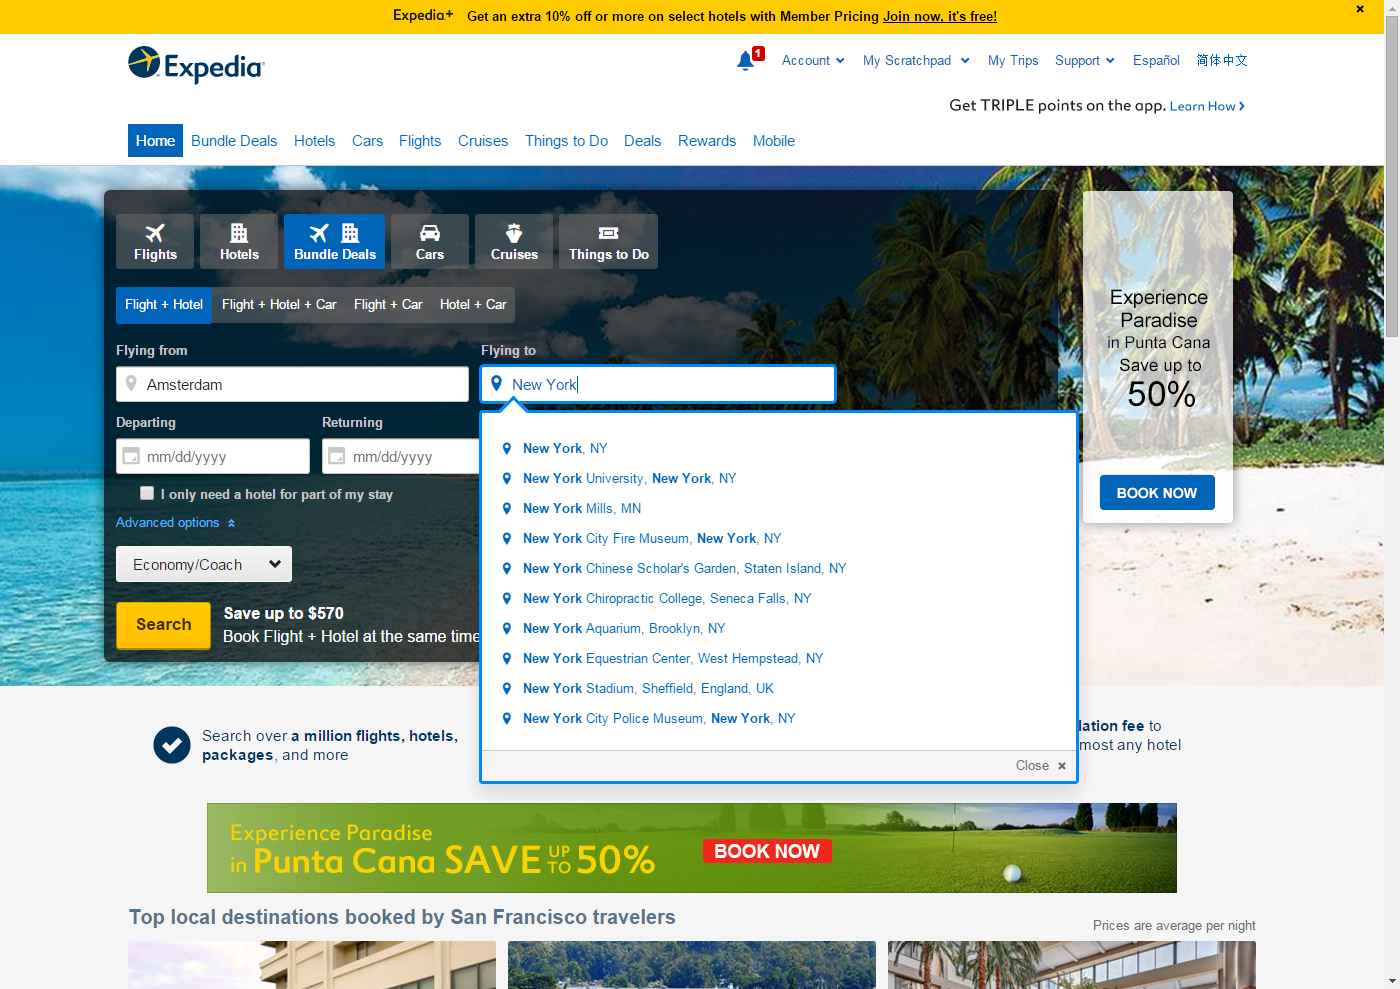 Expedia+ Get an extra 10% off or more on select hotels with Member Pricing Join now, it's free!
Expedia
1
Account
My Scratchpad
My Trips
Support
Español
简体中文
Get TRIPLE points on the app. Learn How
Home
Bundle Deals
Hotels
Cars
Flights
Cruises
Things to Do
Deals
Rewards
Mobile
Flights
Hotels
Bundle Deals
Cars
Cruises
Things to Do
Flight + Hotel
Flight + Hotel + Car
Flight + Car
Hotel + Car
Flying from
Flying to
Amsterdam
New York
Departing
Returning
mm/dd/yyyy
mm/dd/yyyy
I only need a hotel for part of my stay
Advanced options
Economy/Coach
Search
Save up to $570
Book Flight + Hotel at the same time
New York, NY
New York University, New York, NY
New York Mills, MN
New York City Fire Museum, New York, NY
New York Chinese Scholar's Garden, Staten Island, NY
New York Chiropractic College, Seneca Falls, NY
New York Aquarium, Brooklyn, NY
New York Equestrian Center, West Hempstead, NY
New York Stadium, Sheffield, England, UK
New York City Police Museum, New York, NY
Close
Experience
Paradise
in Punta Cana
Save up to
50%
BOOK NOW
Search over a million flights, hotels,
packages, and more
lation fee to
most any hotel
Experience Paradise
in Punta Cana SAVE UP TO 50%
BOOK NOW
Top local destinations booked by San Francisco travelers
Prices are average per night